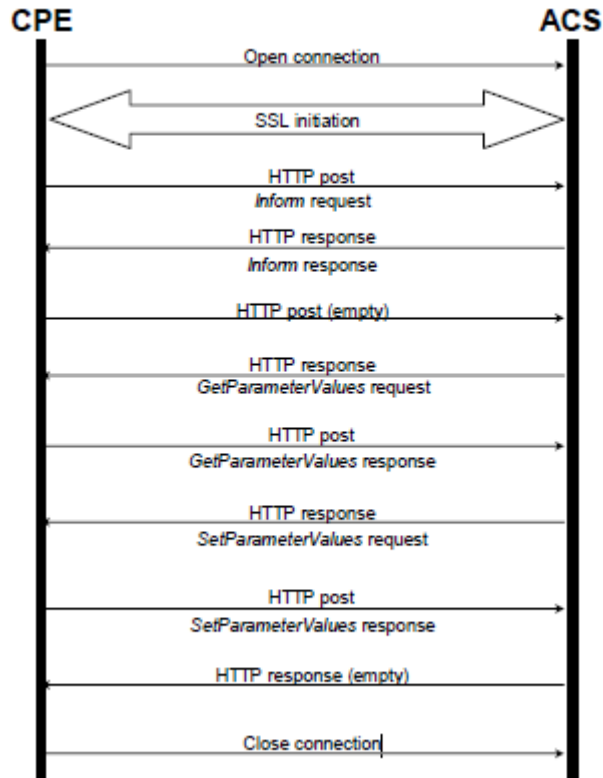 CPE
ACS
Open connection
SSL initiation
HTTP post
Inform request
HTTP response
Inform response
HTTP post (empty)
HTTP response
GetParameterValues request
HTTP post
GetParameterValues response
HTTP response
SetParameterValues request
HTTP post
SetParameterValues response
HTTP response (empty)
Close connection